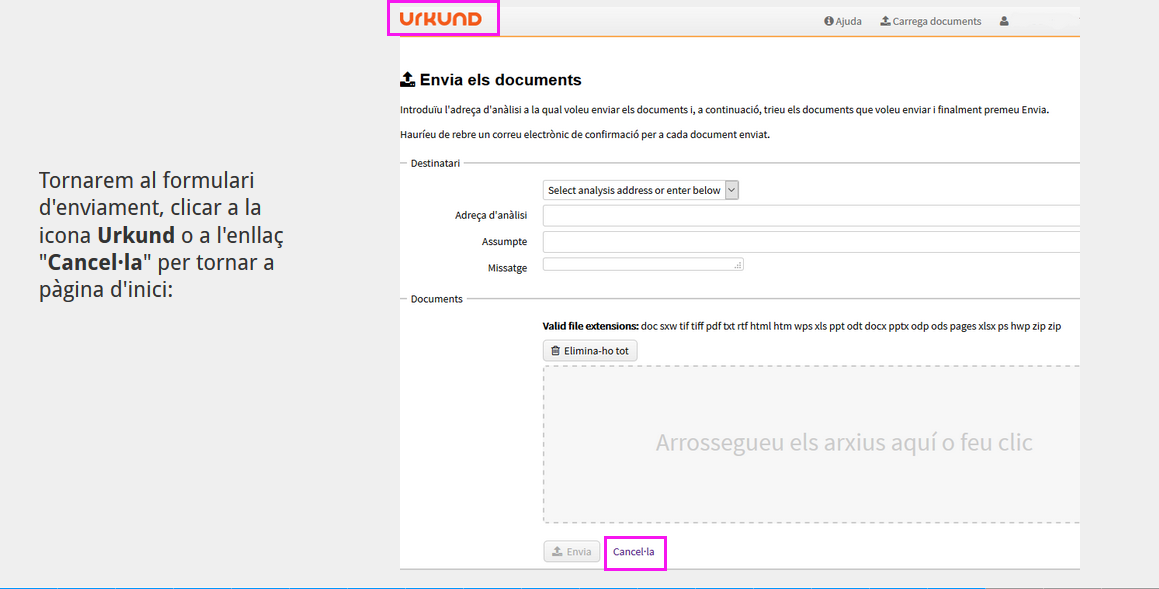 urkund
Ajuda
Carrega documents
Envia els documents
Introduïu l'adreça d'anàlisi a la qual voleu enviar els documents i, a continuació, trieu els documents que voleu enviar i finalment premeu Envia.
Hauríeu de rebre un correu electrònic de confirmació per a cada document enviat.
Tornarem al formulari
d'enviament, clicar a la
icona Urkund o a l'enllaç
"Cancel·la" per tornar a
pàgina d'inici:
Destinatari
Select analysis address or enter below
Adreça d'anàlisi
Assumpte
Missatge
Documents
Valid file extensions: doc sxw tif tiff pdf txt rtf html htm wps xls ppt odt docx pptx odp ods pages xlsx ps hwp zip zip
Elimina-ho tot
Arrossegueu els arxius aquí o feu clic
Envia
Cancel·la